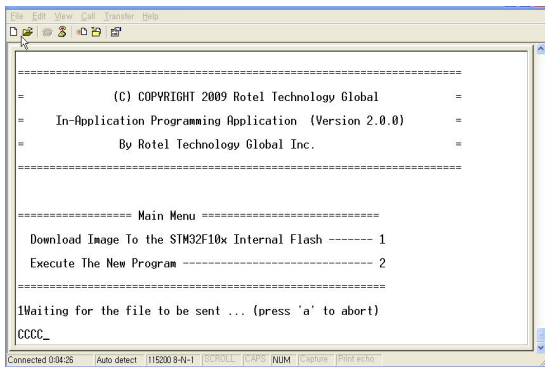 File Edit View Call Transfer Help
=======================================================================
= (C) COPYRIGHT 2009 Rotel Technology Global =
= In-Application Programming Application (Version 2.0.0) =
= By Rotel Technology Global Inc. =
=======================================================================
================== Main Menu ============================
Download Image To the STM32F10x Internal Flash ------- 1
Execute The New Program ------------------------------ 2
===========================================================
1Waiting for the file to be sent ... (press 'a' to abort)
CCCC_
Connected 0:04:26 Auto detect 115200 8-N-1 SCROLL CAPS NUM Capture Print echo